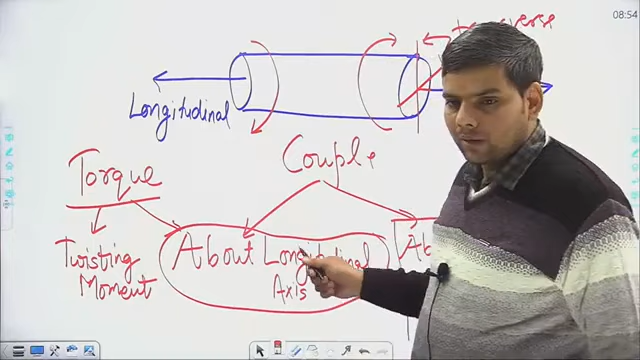 08:54
transverse
Longitudinal
Couple
Torque
Twisting
Moment
About Longitudinal
Axis
Ab